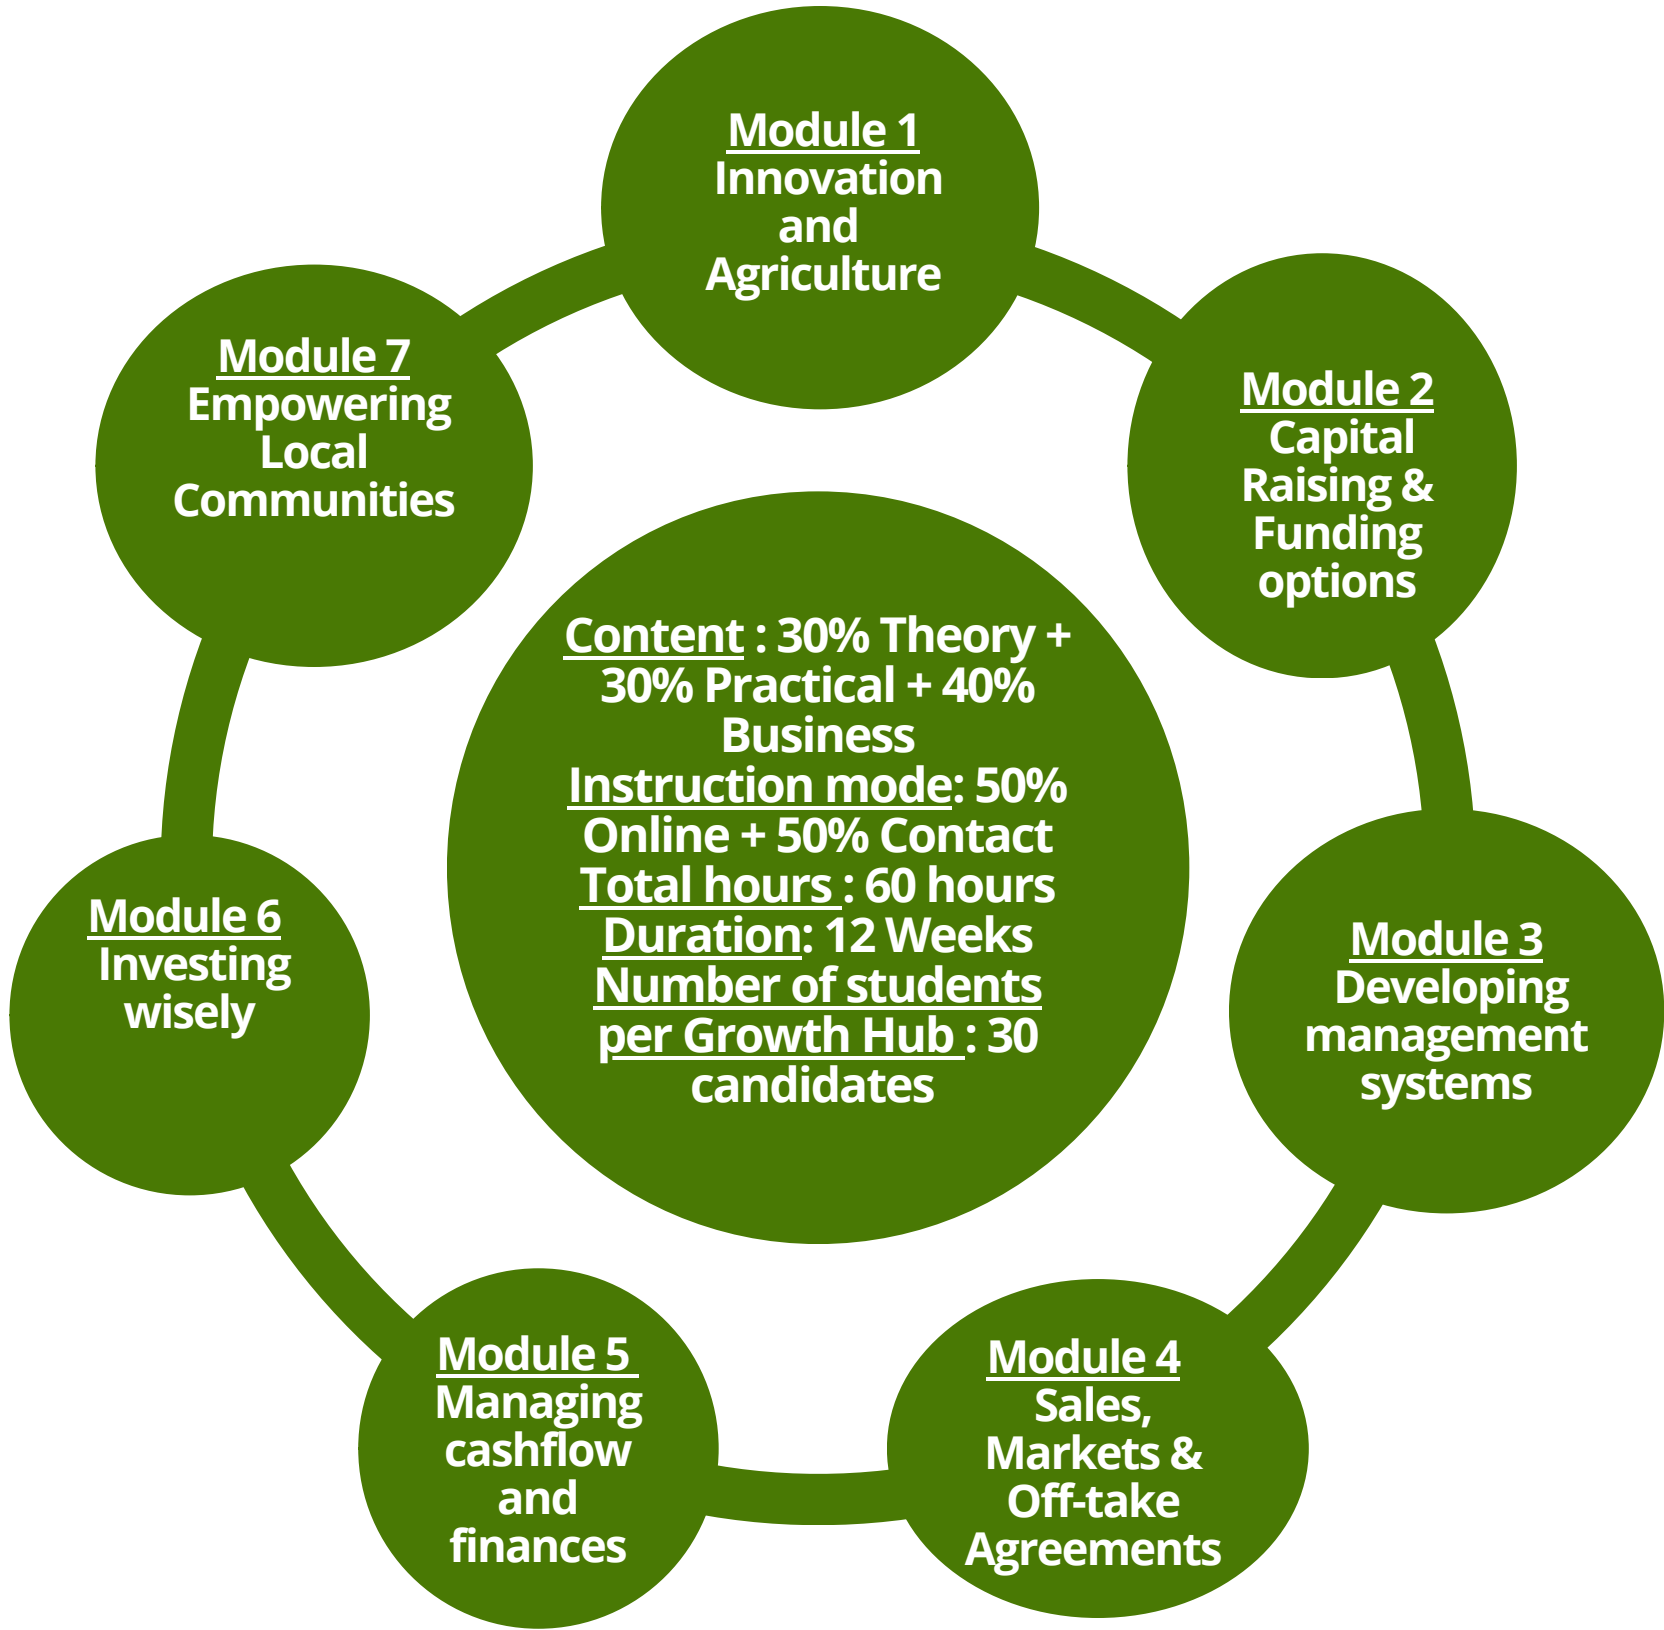 Module 1
Innovation
and
Agriculture
Module 2
Capital
Raising &
Funding
options
Module 3
Developing
management
systems
Module 4
Sales,
Markets &
Off-take
Agreements
Module 5
Managing
cashflow
and
finances
Module 6
Investing
wisely
Module 7
Empowering
Local
Communities
Content : 30% Theory +
30% Practical + 40%
Business
Instruction mode: 50%
Online + 50% Contact
Total hours : 60 hours
Duration: 12 Weeks
Number of students
per Growth Hub : 30
candidates